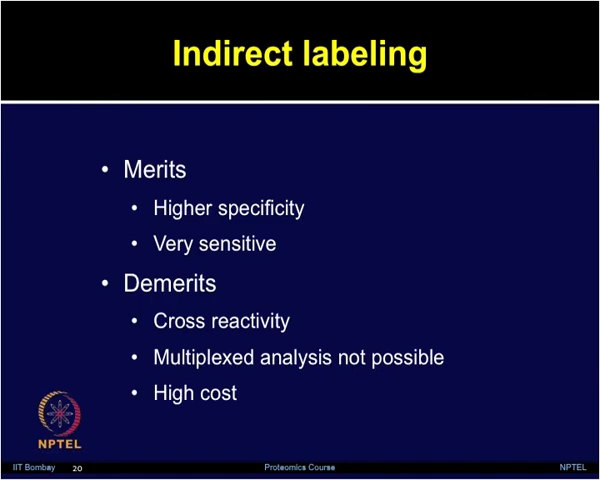 Indirect labeling
• Merits
• Higher specificity
• Very sensitive
• Demerits
• Cross reactivity
• Multiplexed analysis not possible
• High cost
NPTEL
IIT Bombay 20 Proteomics Course NPTEL